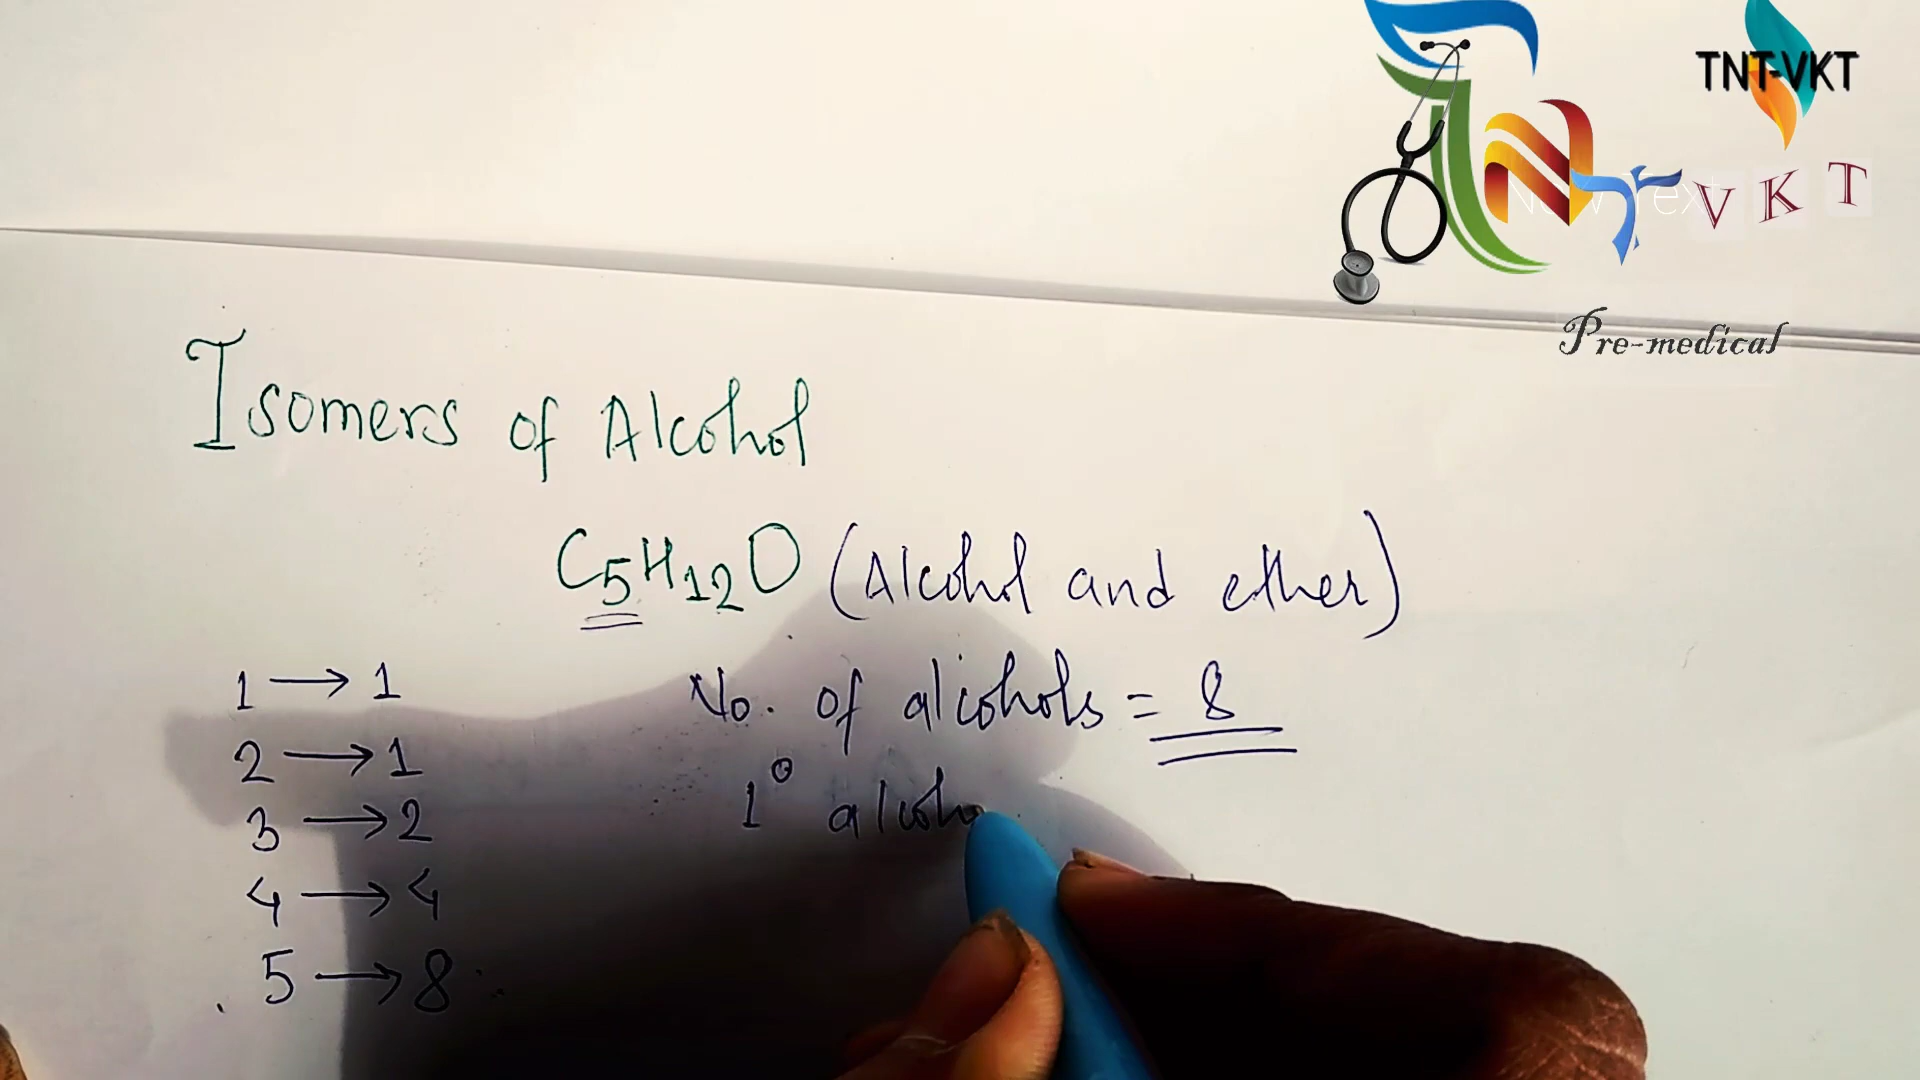 TNT-VKT
V K T
Pre-medical
Isomers of Alcohol
C5H12O (Alcohol and ether)
1 → 1
2 → 1
3 → 2
4 → 4
5 → 8
No. of alcohols = 8
1° alcoho